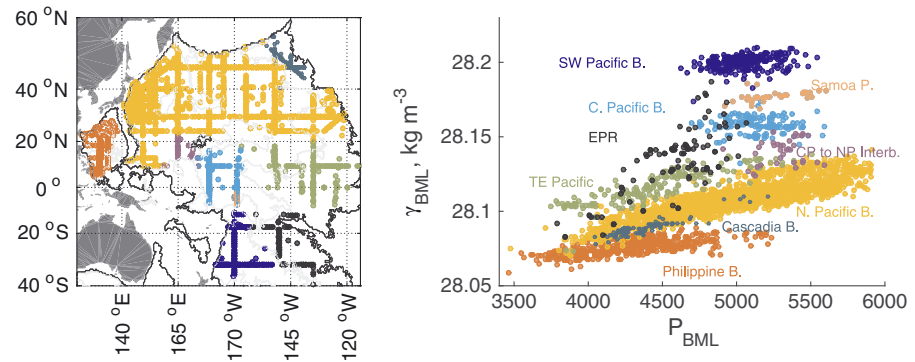 60 °N
40 °N
20 °N
0 °
20 °S
40 °S
140 °E
165 °E
170 °W
145 °W
120 °W
28.2
28.15
28.1
28.05
γBML, kg m-3
SW Pacific B.
Samoa P.
C. Pacific B.
EPR
CP to NP Interb.
TE Pacific
N. Pacific B.
Cascadia B.
Philippine B.
3500 4000 4500 5000 5500 6000
PBML